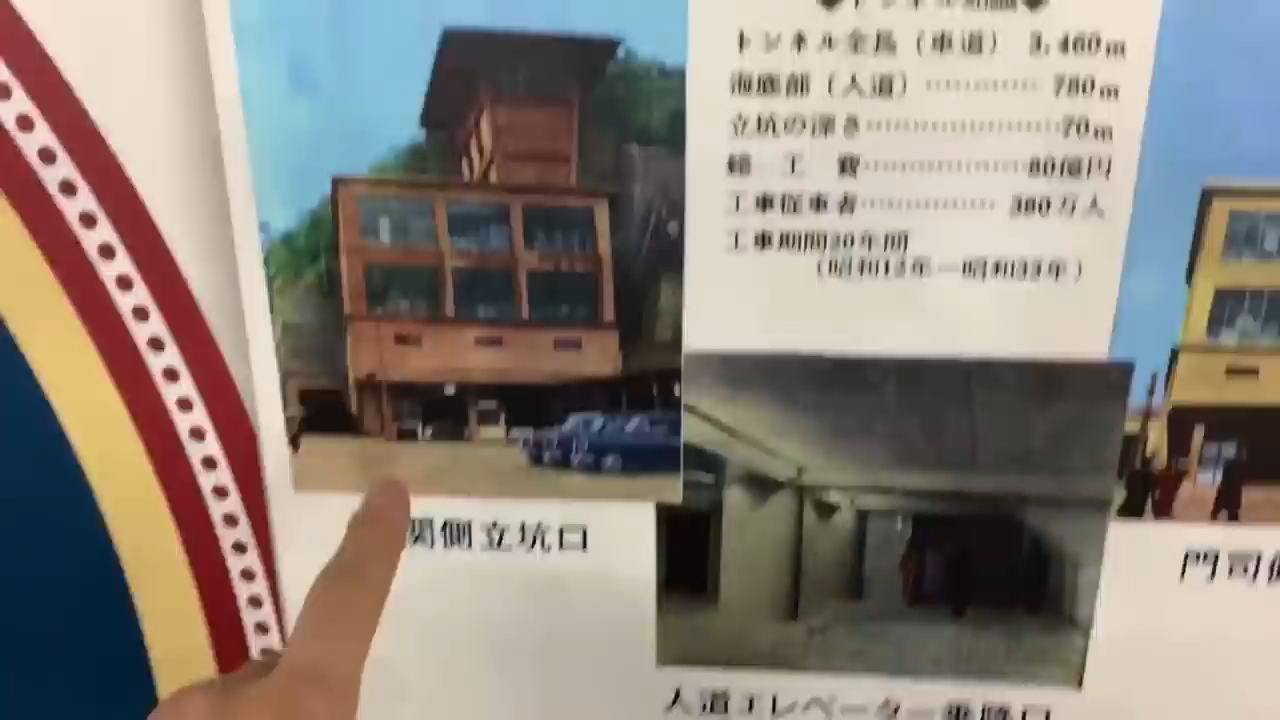 トンネル全長（車道） 3,460m
海底部（人道）………… 780m
立坑の深さ…………………70m
総 工 費………………80億円
工事従事者…………… 380万人
工事期間20年間
（昭和12年―昭和33年）
関側立坑口
門司側
人道エレベーター乗降口